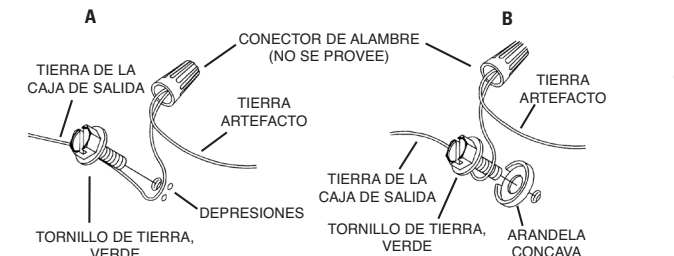 A
B
CONECTOR DE ALAMBRE
(NO SE PROVEE)
TIERRA DE LA
CAJA DE SALIDA
TIERRA
ARTEFACTO
TIERRA
ARTEFACTO
DEPRESIONES
TIERRA DE LA
CAJA DE SALIDA
TORNILLO DE TIERRA,
VERDE
TORNILLO DE TIERRA,
VERDE
ARANDELA
CONCAVA